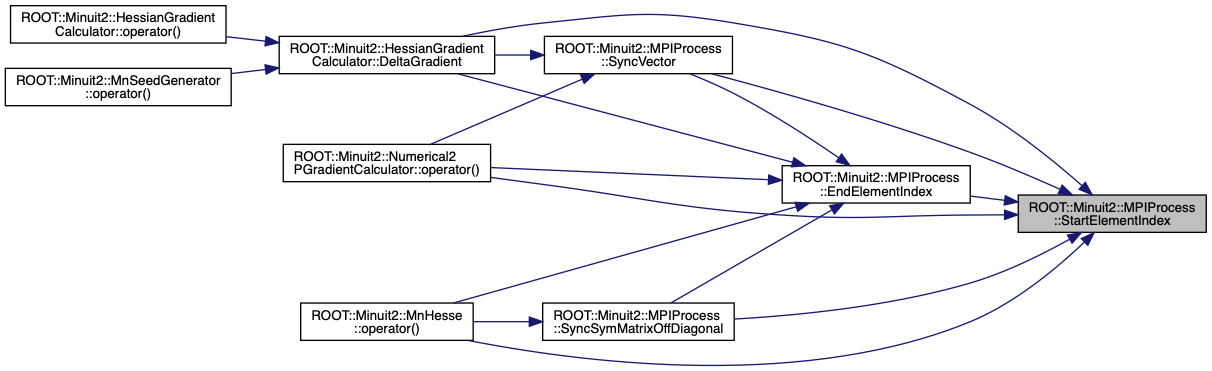 ROOT::Minuit2::HessianGradient
Calculator::operator()
ROOT::Minuit2::MnSeedGenerator
::operator()
ROOT::Minuit2::HessianGradient
Calculator::DeltaGradient
ROOT::Minuit2::MPIProcess
::SyncVector
ROOT::Minuit2::Numerical2
PGradientCalculator::operator()
ROOT::Minuit2::MPIProcess
::EndElementIndex
ROOT::Minuit2::MPIProcess
::StartElementIndex
ROOT::Minuit2::MnHesse
::operator()
ROOT::Minuit2::MPIProcess
::SyncSymMatrixOffDiagonal